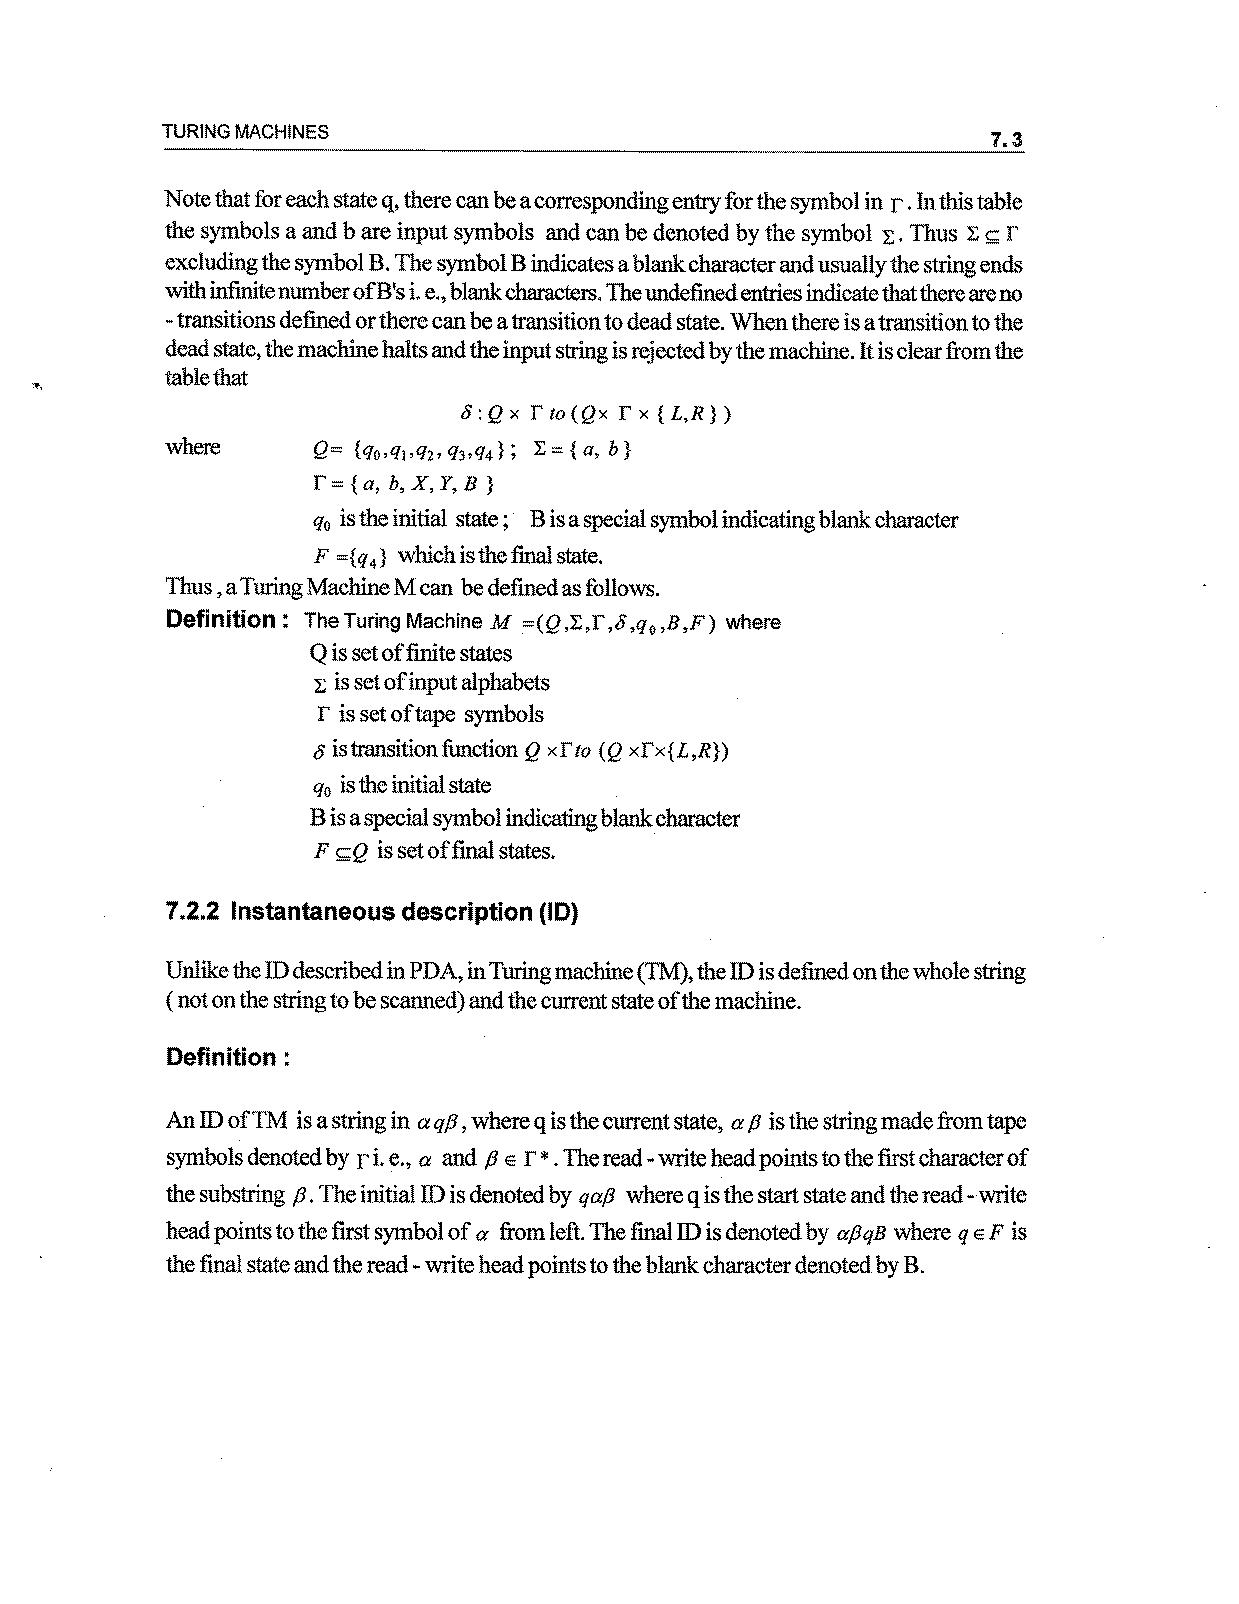 TURING MACHINES 7.3
Note that for each state q, there can be a corresponding entry for the symbol in Γ. In this table
the symbols a and b are input symbols and can be denoted by the symbol Σ. Thus Σ ⊆ Γ
excluding the symbol B. The symbol B indicates a blank character and usually the string ends
with infinite number of B's i. e., blank characters. The undefined entries indicate that there are no
- transitions defined or there can be a transition to dead state. When there is a transition to the
dead state, the machine halts and the input string is rejected by the machine. It is clear from the
table that
δ : Q × Γ to (Q× Γ × { L,R } )
where Q= {q₀,q₁,q₂, q₃,q₄} ; Σ = { a, b }
Γ = { a, b, X, Y, B }
q₀ is the initial state ; B is a special symbol indicating blank character
F ={q₄} which is the final state.
Thus , a Turing Machine M can be defined as follows.
Definition : The Turing Machine M =(Q ,Σ,Γ ,δ ,q₀ ,B ,F ) where
Q is set of finite states
Σ is set of input alphabets
Γ is set of tape symbols
δ is transition function Q ×Γ to (Q ×Γ×{L,R})
q₀ is the initial state
B is a special symbol indicating blank character
F ⊆Q is set of final states.
7.2.2 Instantaneous description (ID)
Unlike the ID described in PDA, in Turing machine (TM), the ID is defined on the whole string
( not on the string to be scanned) and the current state of the machine.
Definition :
An ID of TM is a string in α qβ , where q is the current state, α β is the string made from tape
symbols denoted by Γ i. e., α and β ∈ Γ * . The read - write head points to the first character of
the substring β . The initial ID is denoted by qαβ where q is the start state and the read - write
head points to the first symbol of α from left. The final ID is denoted by αβqB where q ∈ F is
the final state and the read - write head points to the blank character denoted by B.